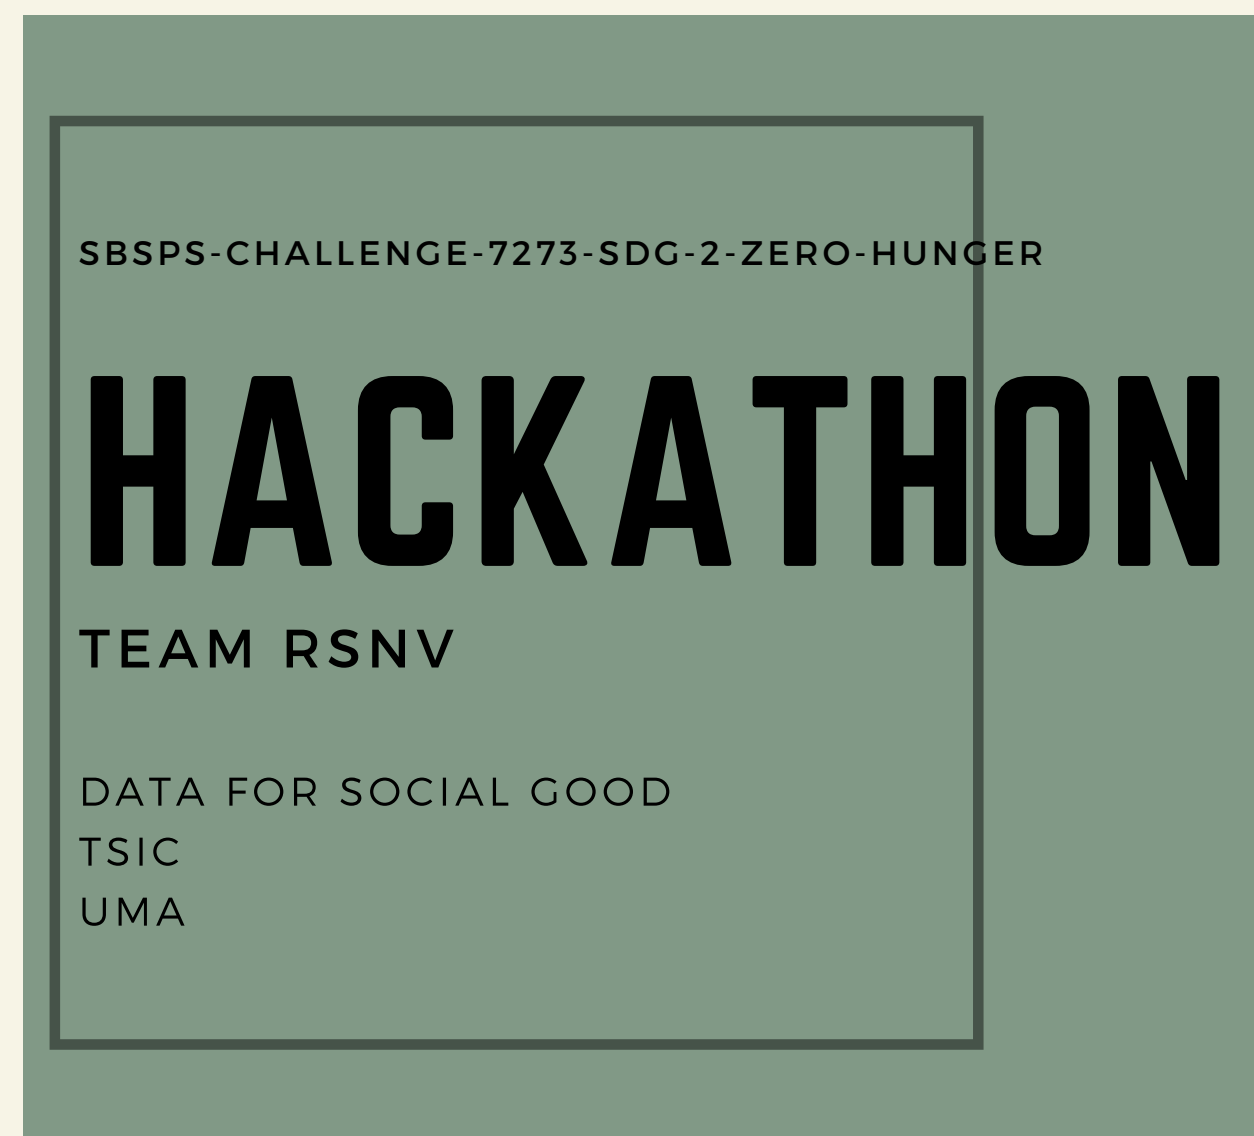 SBSPS-CHALLENGE-7273-SDG-2-ZERO-HUNGER
HACKATHON
TEAM RSNV
DATA FOR SOCIAL GOOD
TSIC
UMA